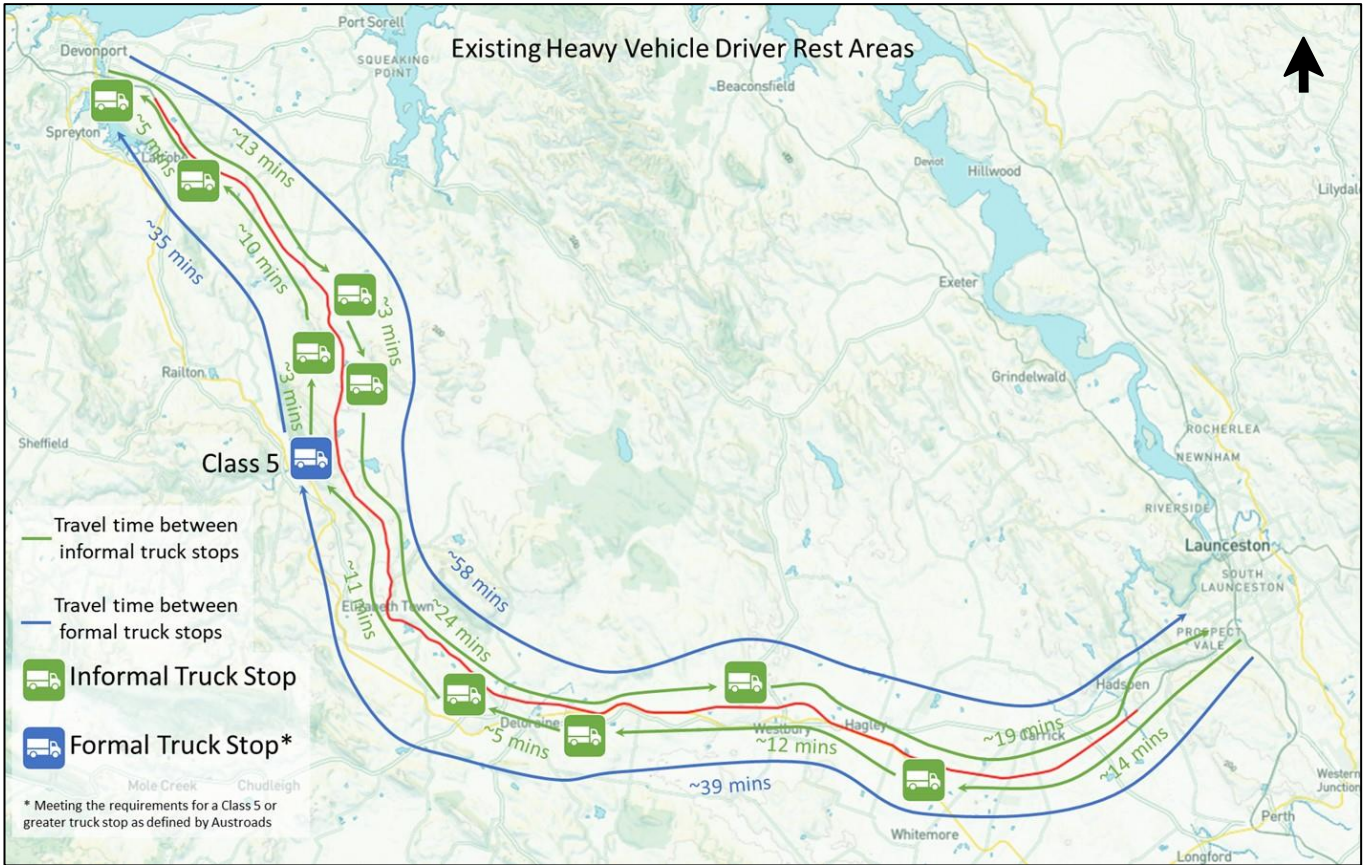 Existing Heavy Vehicle Driver Rest Areas
Port Sorell
Devonport
SQUEAKING
POINT
Beaconsfield
Spreyton
Latrobe
~5 mins
~13 mins
Deviot
Hillwood
Lilydale
~35 mins
~10 mins
~3 mins
Exeter
Railton
~3 mins
Grindelwald
Sheffield
Class 5
ROCHERLEA
NEWNHAM
RIVERSIDE
Launceston
SOUTH
LAUNCESTON
PROSPECT
VALE
Travel time between
informal truck stops
Travel time between
formal truck stops
Informal Truck Stop
Formal Truck Stop*
* Meeting the requirements for a Class 5 or
greater truck stop as defined by Austroads
~11 mins
Elizabeth Town
~24 mins
~58 mins
Deloraine
~5 mins
Westbury
~12 mins
Hagley
Hadspen
~19 mins
Carrick
~14 mins
~39 mins
Mole Creek
Chudleigh
Whitemore
Western
Junction
Perth
Longford